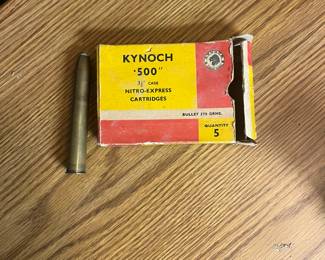 KYNOCH
·500"
3¼" CASE
NITRO-EXPRESS
CARTRIDGES
BULLET 570 GRNS.
QUANTITY
5